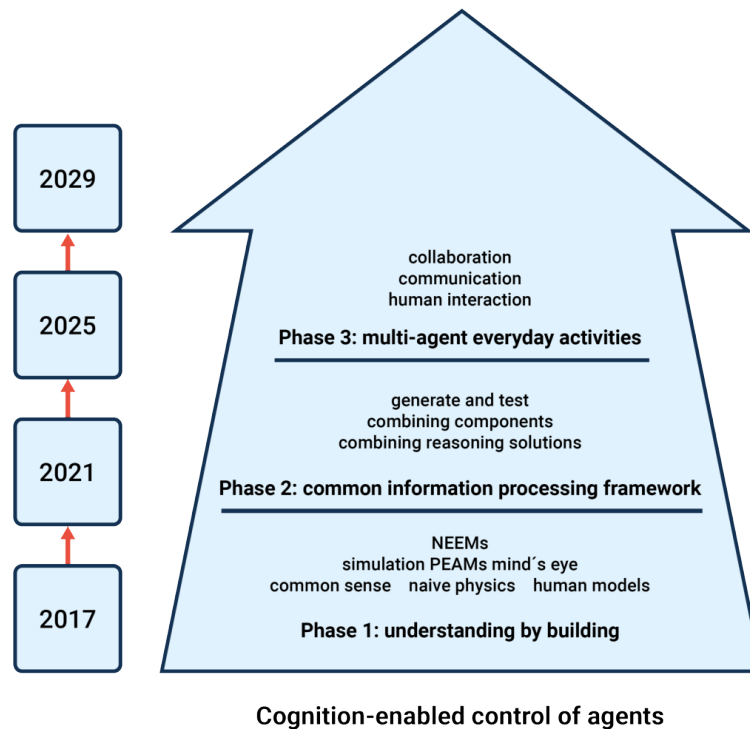 2029
2025
2021
2017
collaboration
communication
human interaction
Phase 3: multi-agent everyday activities
generate and test
combining components
combining reasoning solutions
Phase 2: common information processing framework
NEEMs
simulation PEAMs mind´s eye
common sense naive physics human models
Phase 1: understanding by building
Cognition-enabled control of agents